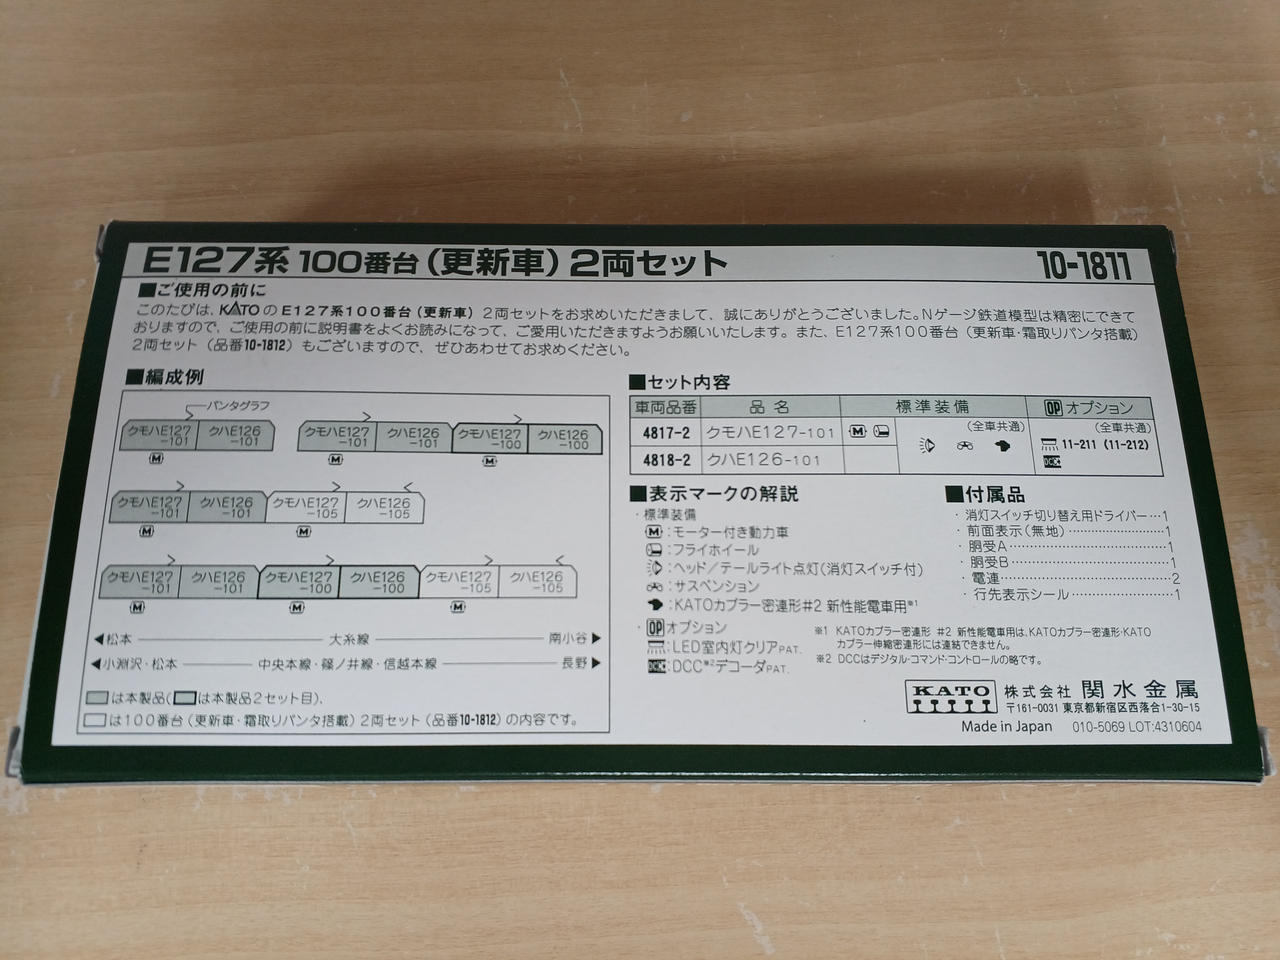 E127系 100番台(更新車) 2両セット 10-1811
■ご使用の前に
このたびは、KATOのE127系100番台(更新車) 2両セットをお求めいただきまして、誠にありがとうございました。Nゲージ鉄道模型は精密にできて
おりますので、ご使用の前に説明書をよくお読みになって、ご愛用いただきますようお願いいたします。また、E127系100番台(更新車・霜取りパンタ搭載)
2両セット(品番10-1812)もございますので、ぜひあわせてお求めください。
■編成例
パンタグラフ
クモハE127-101 クハE126-101 クモハE127-101 クハE126-101 クモハE127-100 クハE126-100
M M M
クモハE127-101 クハE126-101 クモハE127-105 クハE126-105
M M
クモハE127-101 クハE126-101 クモハE127-100 クハE126-100 クモハE127-105 クハE126-105
M M M
◀松本 大糸線 南小谷▶
◀小淵沢・松本 中央本線・篠ノ井線・信越本線 長野▶
は本製品(は本製品2セット目)、
は100番台(更新車・霜取りパンタ搭載)2両セット(品番10-1812)の内容です。
■セット内容
車両品番 品名 標準装備 OPオプション
4817-2 クモハE127-101 M (全車共通) (全車共通)
11-211 (11-212)
4818-2 クハE126-101 DCC
■表示マークの解説
・標準装備
M:モーター付き動力車
:フライホイール
:ヘッド/テールライト点灯(消灯スイッチ付)
:サスペンション
:KATOカプラー密連形#2 新性能電車用※1
・OPオプション
:LED室内灯クリアPAT.
DCC:DCC※2デコーダPAT.
■付属品
・消灯スイッチ切り替え用ドライバー…1
・前面表示(無地)…1
・胴受A…1
・胴受B…1
・電連…2
・行先表示シール…1
※1 KATOカプラー密連形 #2 新性能電車用は、KATOカプラー密連形・KATO
カプラー伸縮密連形には連結できません。
※2 DCCはデジタル・コマンド・コントロールの略です。
KATO 株式会社 関水金属
〒161-0031 東京都新宿区西落合1-30-15
Made in Japan 010-5069 LOT:4310604